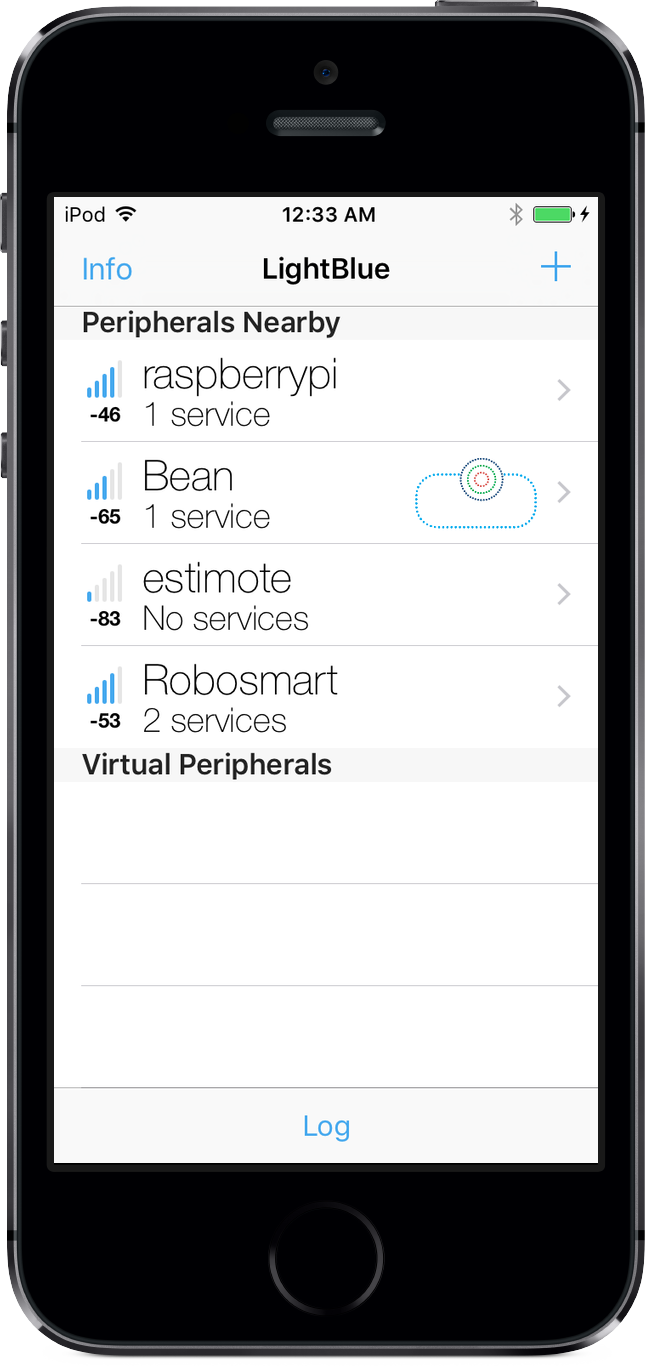 iPod 12:33 AM
Info LightBlue
Peripherals Nearby
raspberrypi
-46 1 service
Bean
-65 1 service
estimote
-83 No services
Robosmart
-53 2 services
Virtual Peripherals
Log